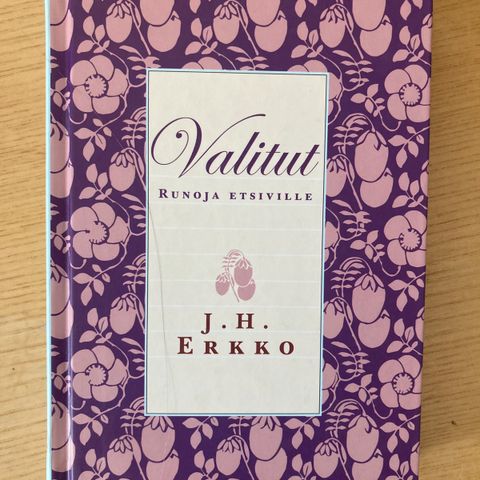 Valitut
RUNOJA ETSIVILLE
J.H.
ERKKO